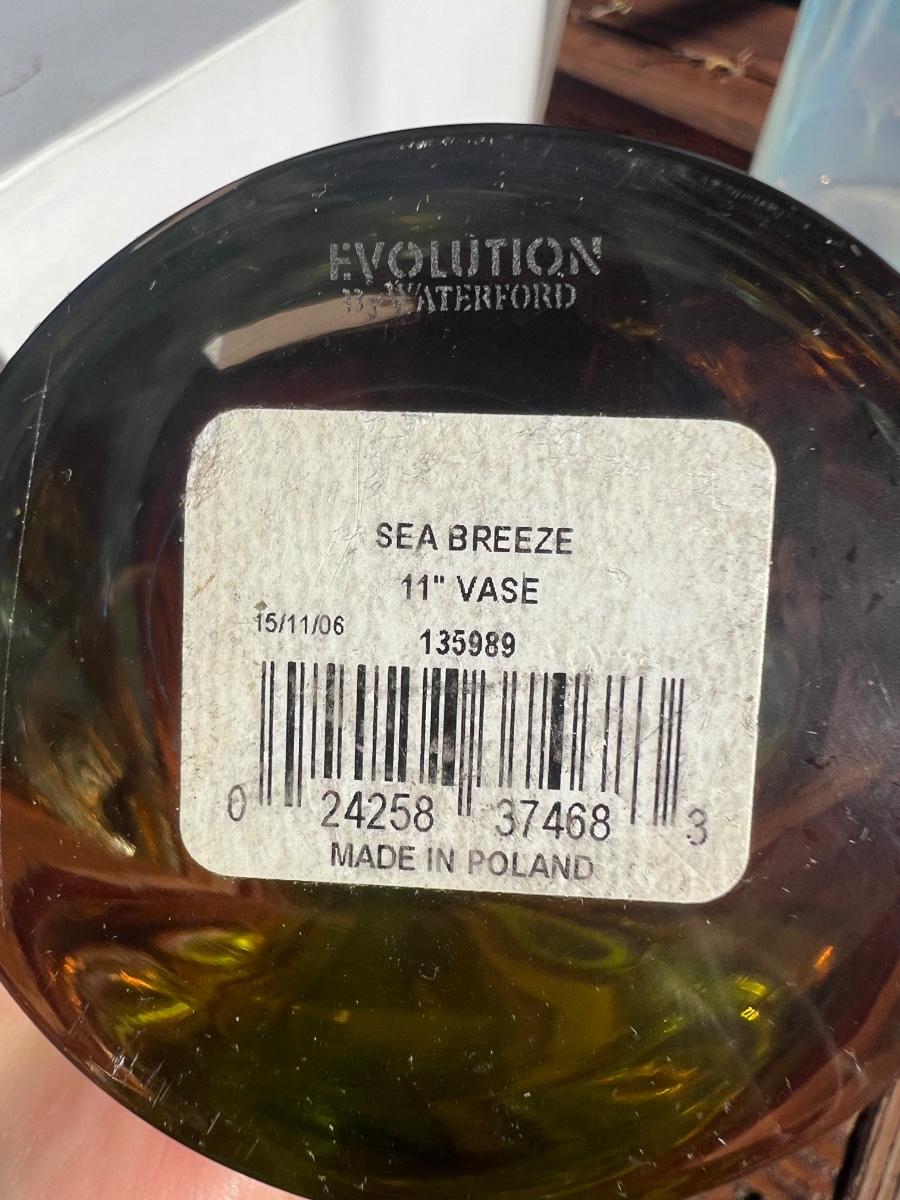 EVOLUTION
By WATERFORD
SEA BREEZE
11" VASE
15/11/06 135989
0 24258 37468 3
MADE IN POLAND